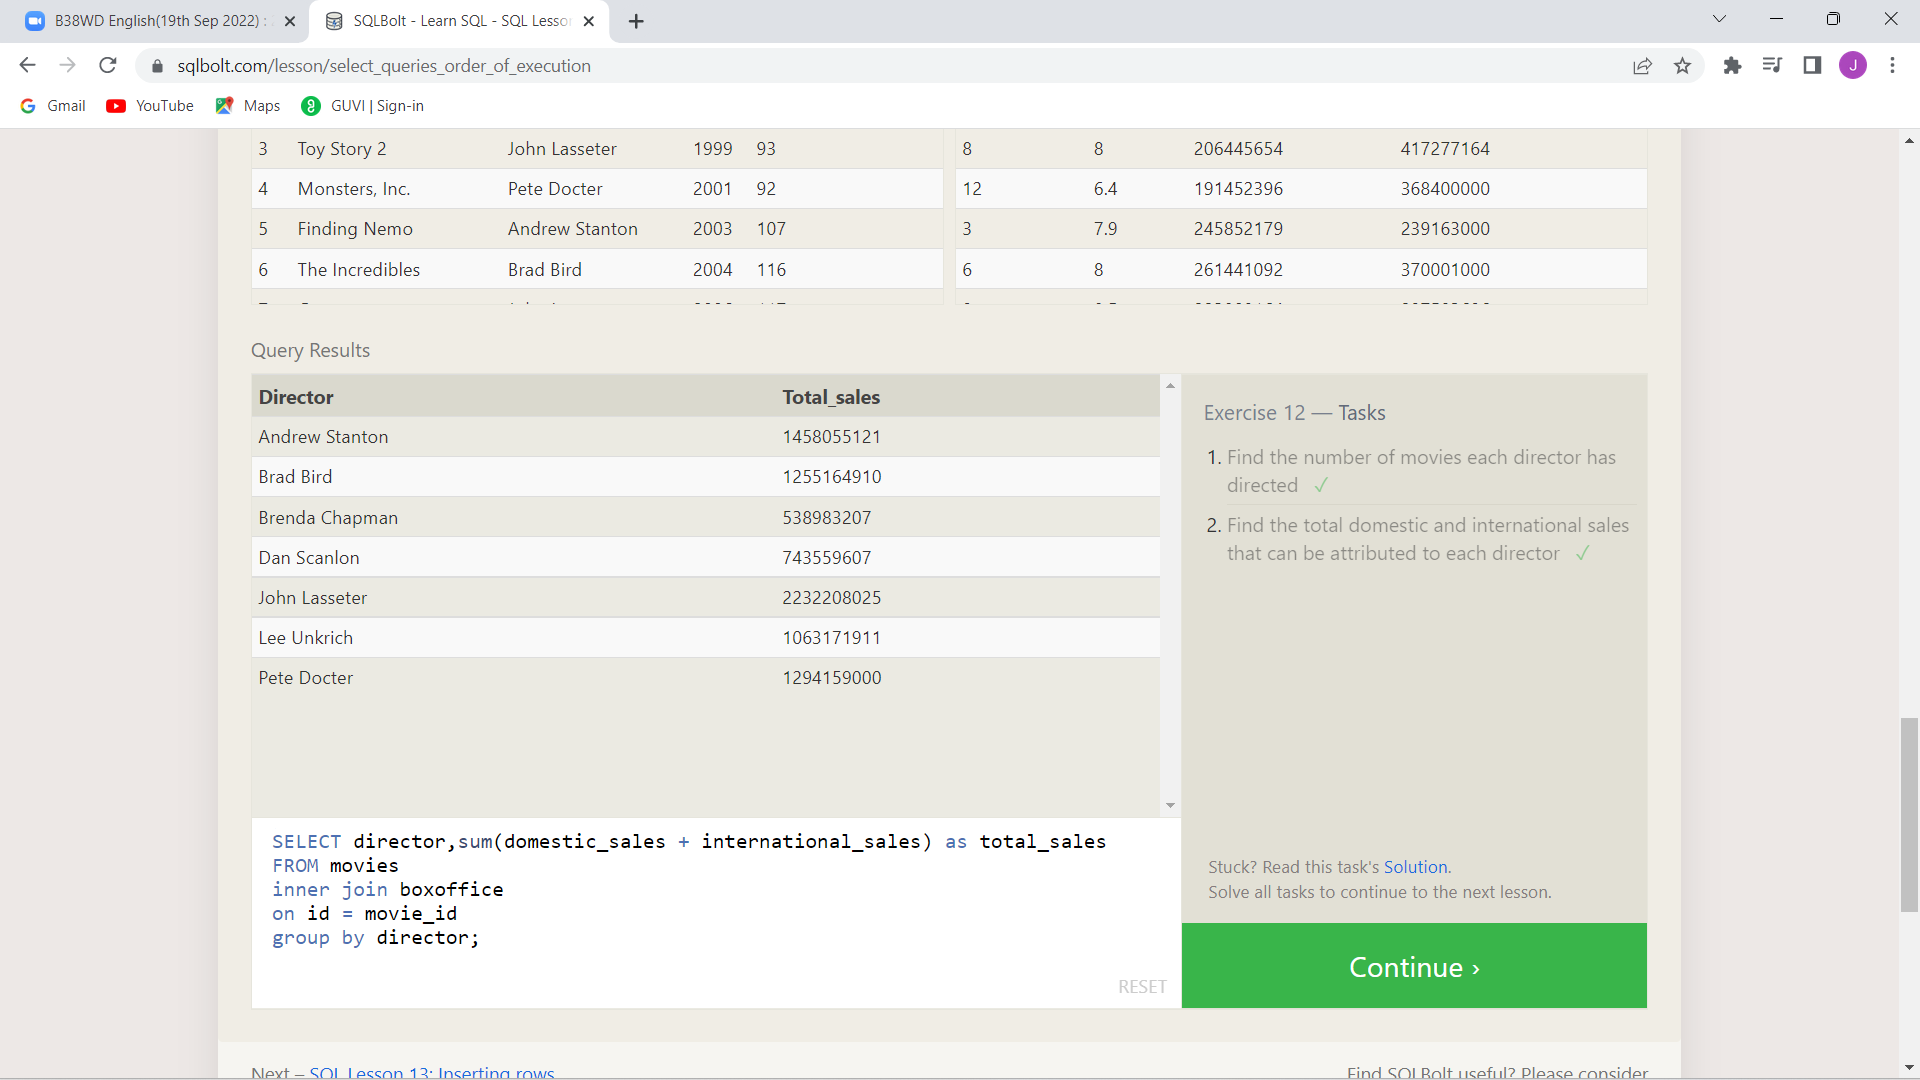 B38WD English(19th Sep 2022) :
SQLBolt - Learn SQL - SQL Lesso
sqlbolt.com/lesson/select_queries_order_of_execution
J
Gmail
YouTube
Maps
GUVI | Sign-in
3 Toy Story 2 John Lasseter 1999 93
8 8 206445654 417277164
4 Monsters, Inc. Pete Docter 2001 92
12 6.4 191452396 368400000
5 Finding Nemo Andrew Stanton 2003 107
3 7.9 245852179 239163000
6 The Incredibles Brad Bird 2004 116
6 8 261441092 370001000
Query Results
Director Total_sales
Andrew Stanton 1458055121
Brad Bird 1255164910
Brenda Chapman 538983207
Dan Scanlon 743559607
John Lasseter 2232208025
Lee Unkrich 1063171911
Pete Docter 1294159000
SELECT director,sum(domestic_sales + international_sales) as total_sales
FROM movies
inner join boxoffice
on id = movie_id
group by director;
RESET
Exercise 12 — Tasks
1. Find the number of movies each director has
directed ✓
2. Find the total domestic and international sales
that can be attributed to each director ✓
Stuck? Read this task's Solution.
Solve all tasks to continue to the next lesson.
Continue ›
Next – SQL Lesson 13: Inserting rows
Find SQLBolt useful? Please consider